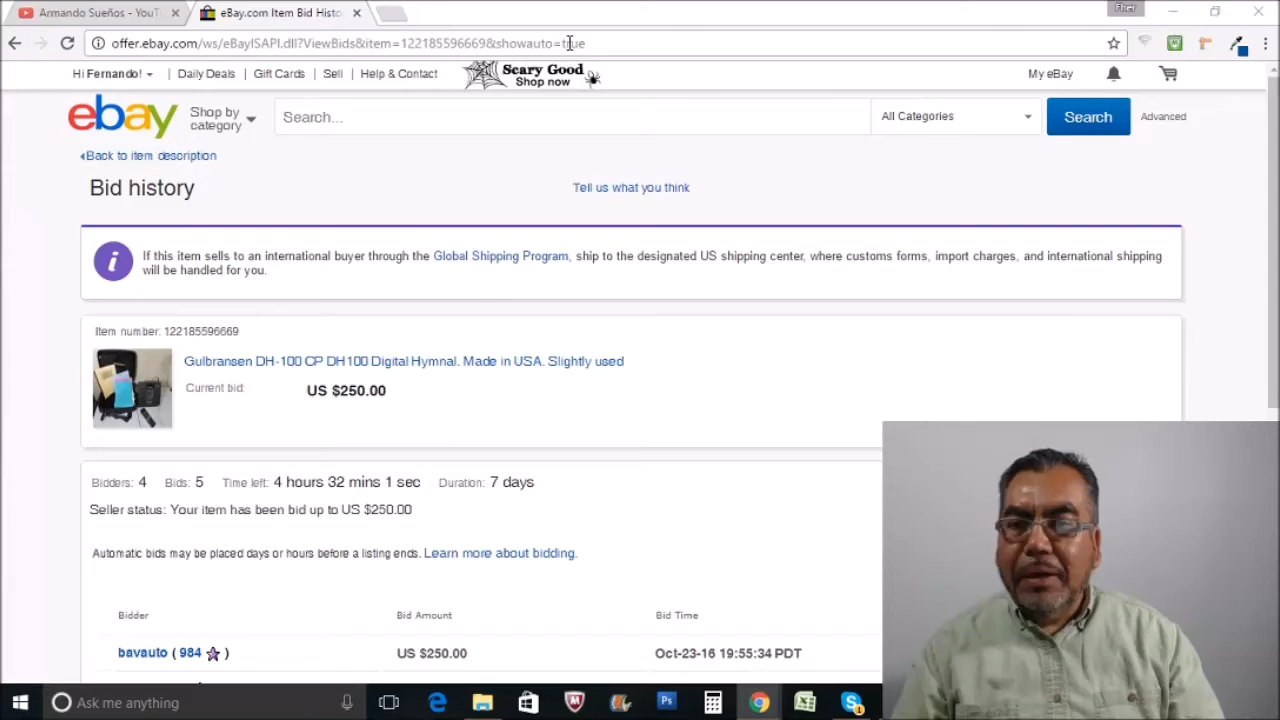 Armando Sueños - YouT
eBay.com Item Bid Histo
Fher
offer.ebay.com/ws/eBayISAPI.dll?ViewBids&item=122185596669&showauto=true
Hi Fernando!
Daily Deals
Gift Cards
Sell
Help & Contact
Scary Good
Shop now
My eBay
ebay
Shop by
category
Search...
All Categories
Search
Advanced
Back to item description
Bid history
Tell us what you think
i
If this item sells to an international buyer through the Global Shipping Program, ship to the designated US shipping center, where customs forms, import charges, and international shipping
will be handled for you.
Item number: 122185596669
Gulbransen DH-100 CP DH100 Digital Hymnal. Made in USA. Slightly used
Current bid:
US $250.00
Bidders: 4 Bids: 5 Time left: 4 hours 32 mins 1 sec Duration: 7 days
Seller status: Your item has been bid up to US $250.00
Automatic bids may be placed days or hours before a listing ends. Learn more about bidding.
Bidder Bid Amount Bid Time
bavauto ( 984 ) US $250.00 Oct-23-16 19:55:34 PDT
Ask me anything
Ps